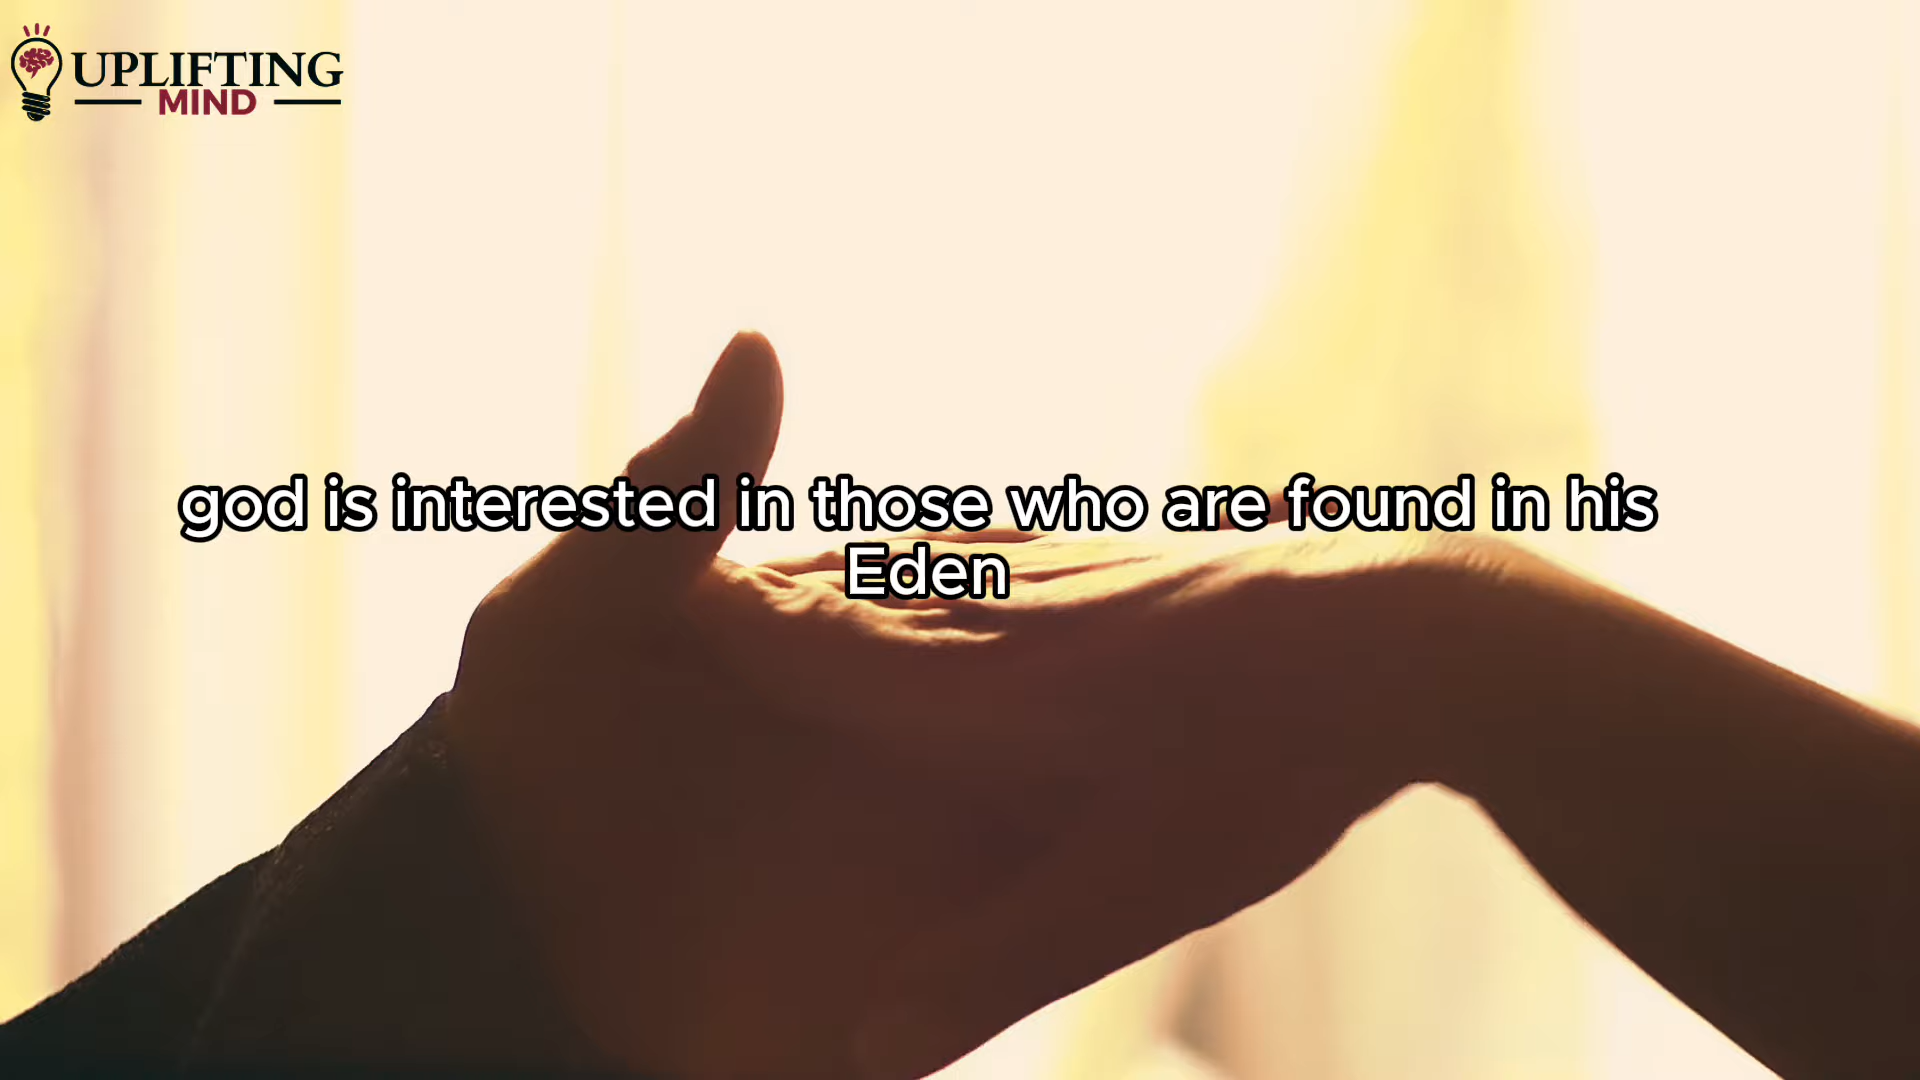 UPLIFTING
MIND
god is interested in those who are found in his
Eden